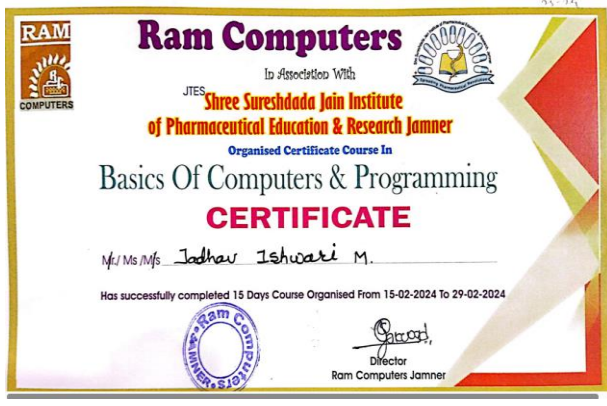 RAM
COMPUTERS
Ram Computers
In Association With
JTES
Shree Sureshdada Jain Institute
of Pharmaceutical Education & Research Jamner
Organised Certificate Course In
Basics Of Computers & Programming
CERTIFICATE
Mr./ Ms /M/s Jadhav Ishwari M.
Has successfully completed 15 Days Course Organised From 15-02-2024 To 29-02-2024
Ram Computers
JAMNER
Director
Ram Computers Jamner